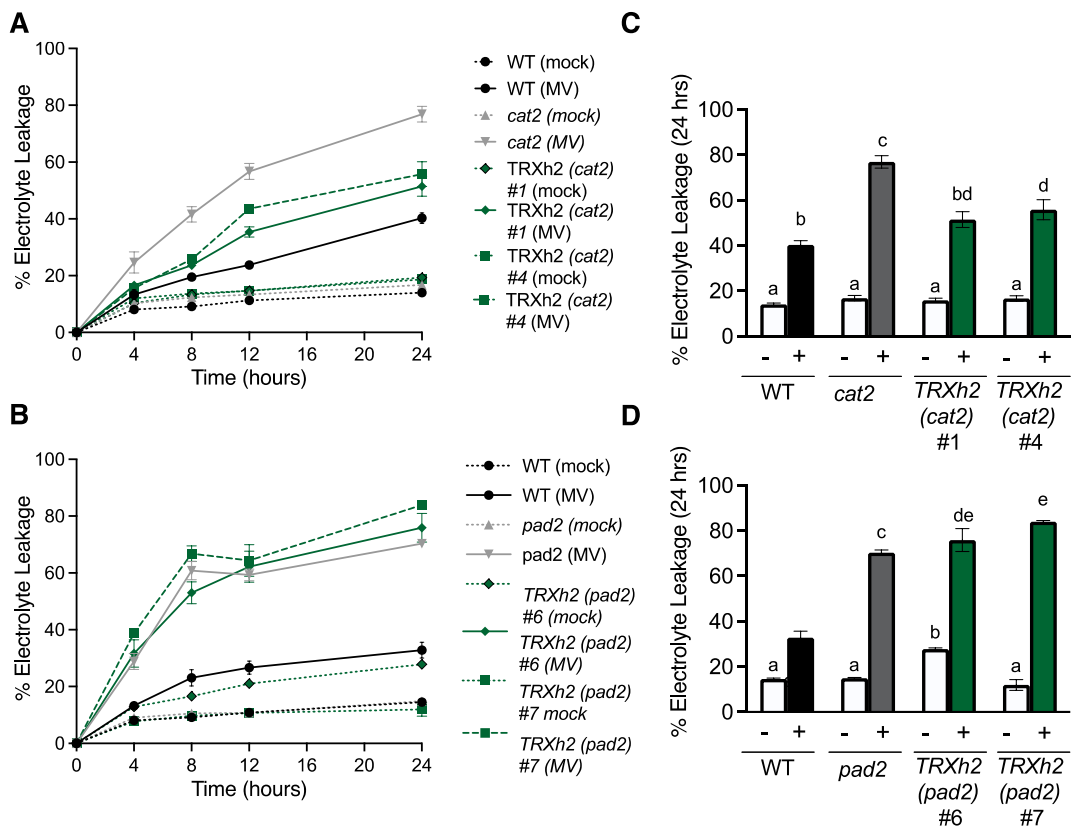 A
% Electrolyte Leakage
100
80
60
40
20
0
0 4 8 12 16 20 24
Time (hours)
WT (mock)
WT (MV)
cat2 (mock)
cat2 (MV)
TRXh2 (cat2)
#1 (mock)
TRXh2 (cat2)
#1 (MV)
TRXh2 (cat2)
#4 (mock)
TRXh2 (cat2)
#4 (MV)
C
% Electrolyte Leakage (24 hrs)
100
80
60
40
20
0
a b a c a bd a d
- + - + - + - +
WT cat2 TRXh2 TRXh2
(cat2) (cat2)
#1 #4
B
% Electrolyte Leakage
100
80
60
40
20
0
0 4 8 12 16 20 24
Time (hours)
WT (mock)
WT (MV)
pad2 (mock)
pad2 (MV)
TRXh2 (pad2)
#6 (mock)
TRXh2 (pad2)
#6 (MV)
TRXh2 (pad2)
#7 mock
TRXh2 (pad2)
#7 (MV)
D
% Electrolyte Leakage (24 hrs)
100
80
60
40
20
0
a a c b de a e
- + - + - + - +
WT pad2 TRXh2 TRXh2
(pad2) (pad2)
#6 #7